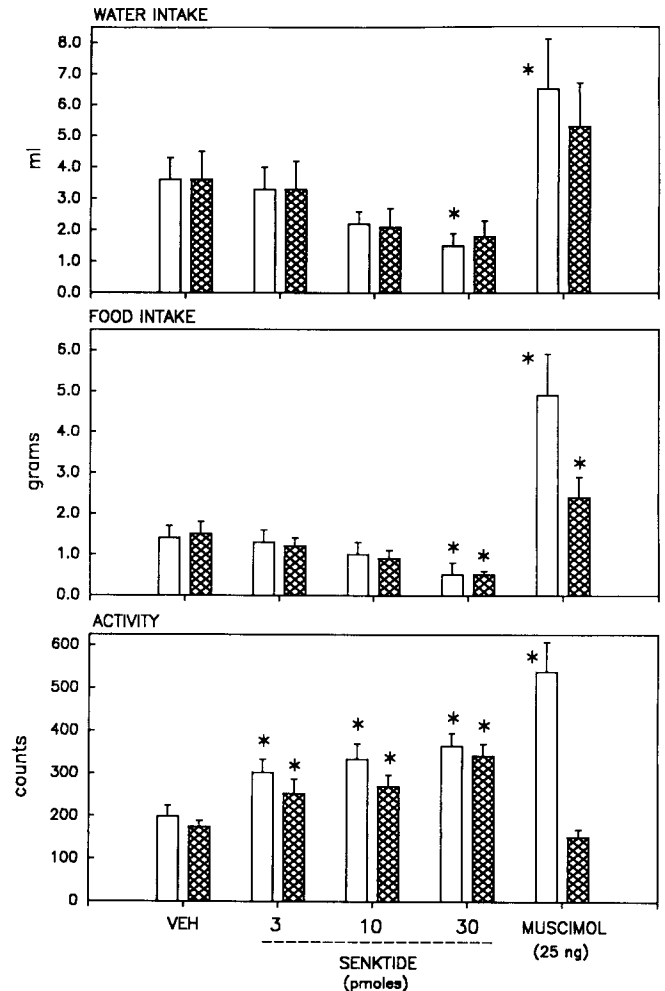 WATER INTAKE
8.0
7.0
6.0
5.0
4.0
3.0
2.0
1.0
0.0
ml
FOOD INTAKE
6.0
5.0
4.0
3.0
2.0
1.0
0.0
grams
ACTIVITY
600
500
400
300
200
100
0
counts
* * * * * * * * * * * * *
VEH 3 10 30 MUSCIMOL
(25 ng)
SENKTIDE
(pmoles)